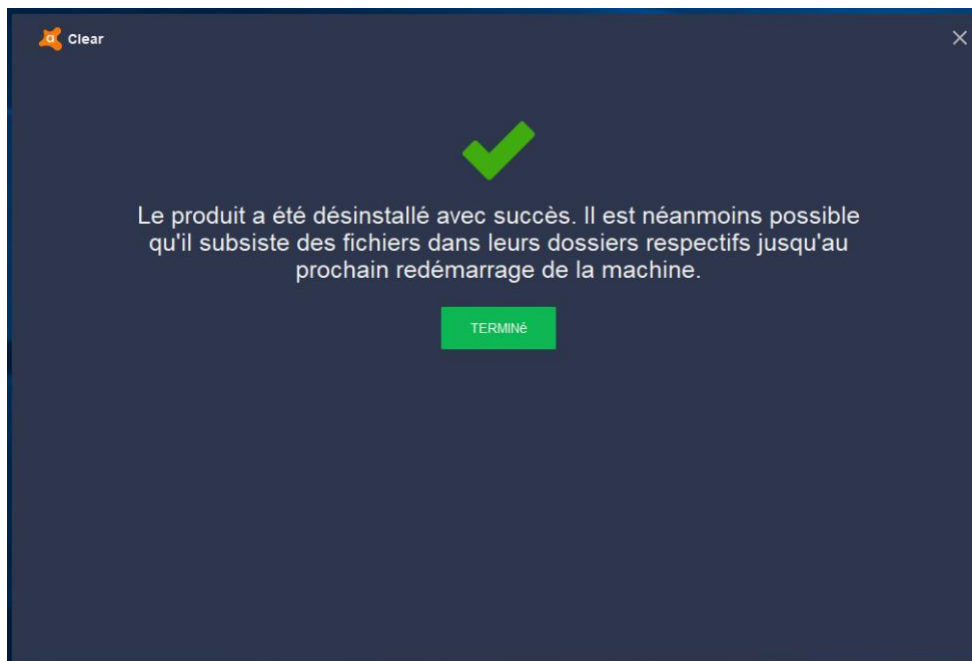 Clear
Le produit a été désinstallé avec succès. Il est néanmoins possible
qu'il subsiste des fichiers dans leurs dossiers respectifs jusqu'au
prochain redémarrage de la machine.
TERMINé